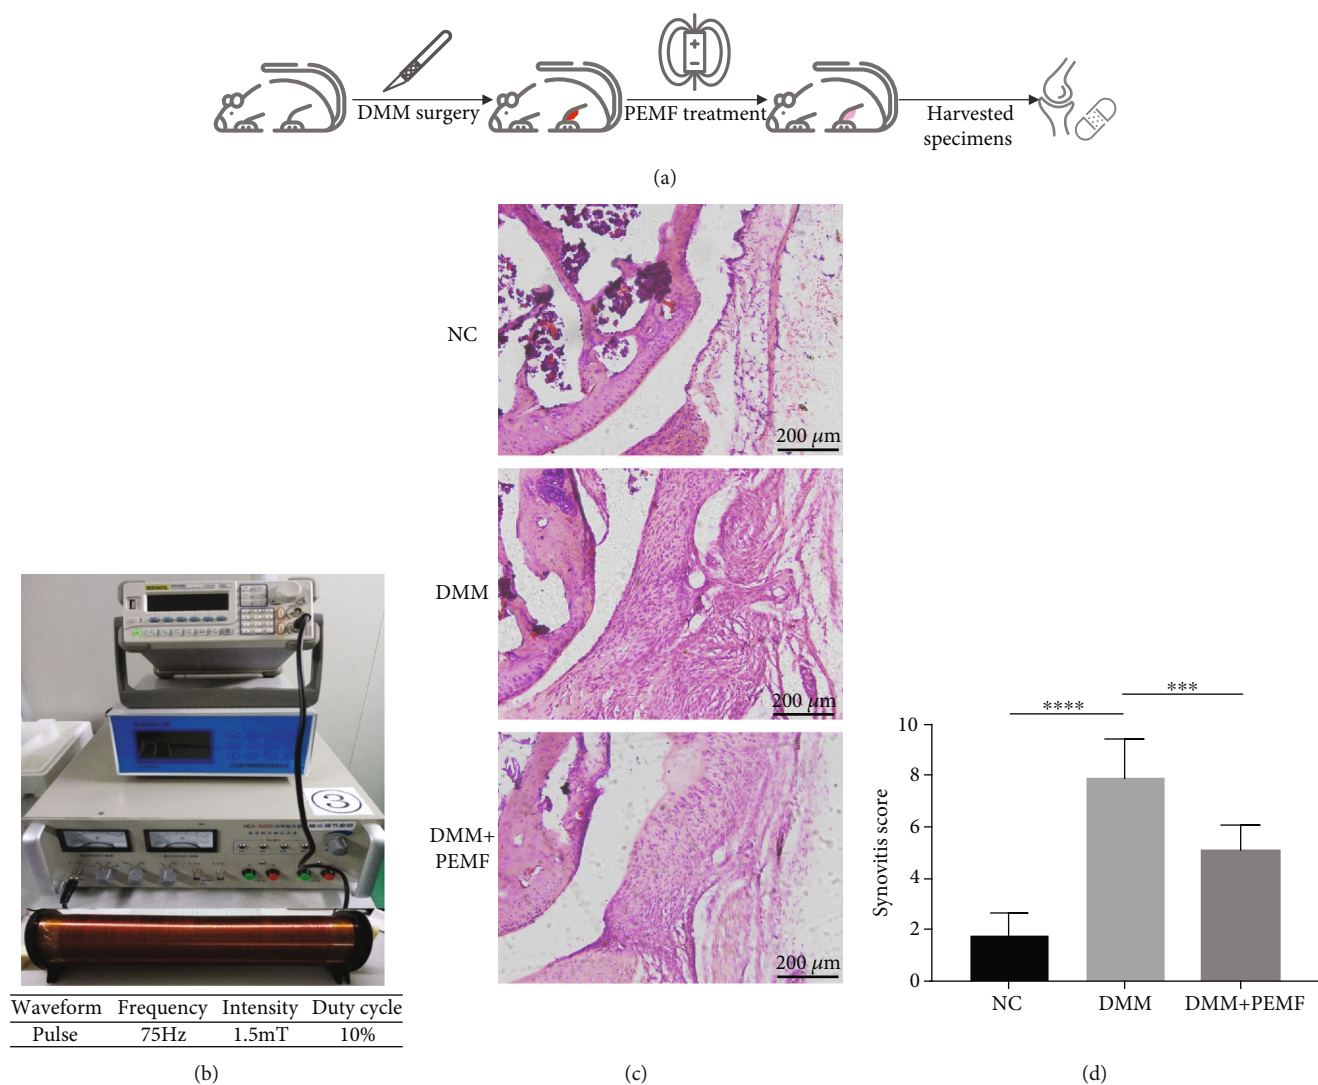 DMM surgery
PEMF treatment
Harvested
specimens
(a)
NC
200 µm
DMM
200 µm
DMM+
PEMF
200 µm
(c)
RIGOL
3
Waveform Frequency Intensity Duty cycle
Pulse 75Hz 1.5mT 10%
(b)
**** ***
Synovitis score
10
8
6
4
2
0
NC DMM DMM+PEMF
(d)